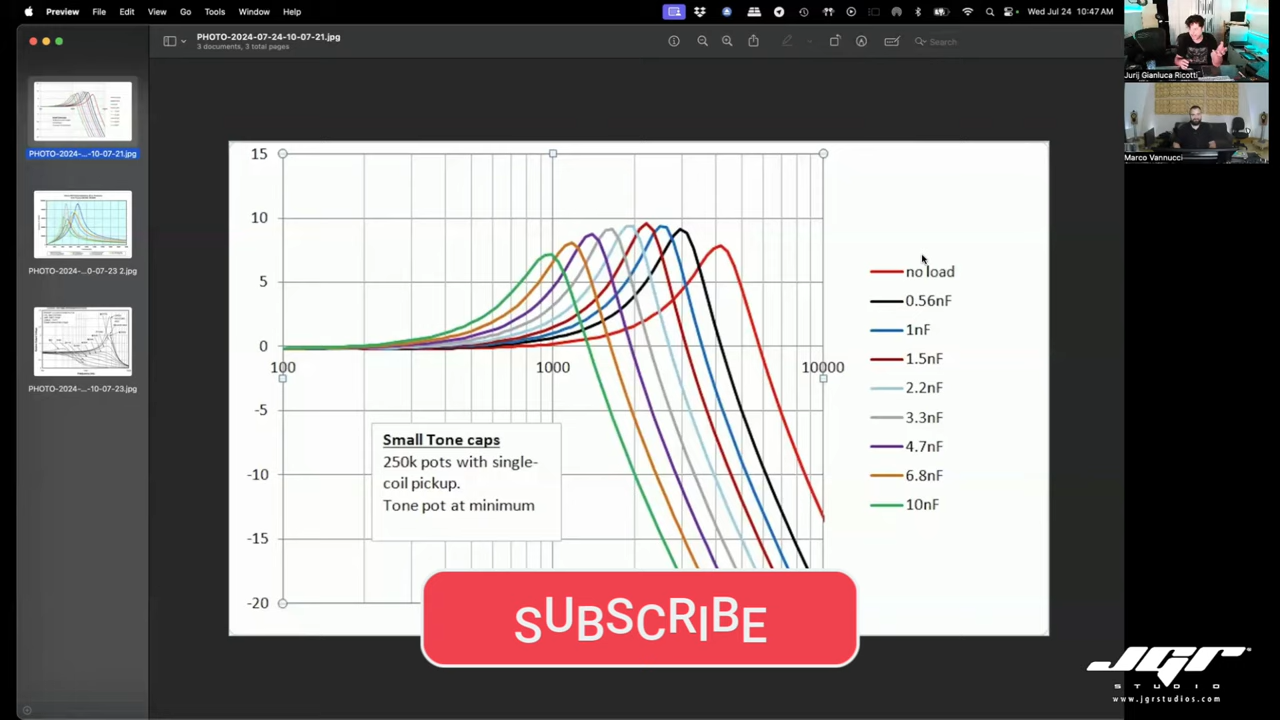 Preview File Edit View Go Tools Window Help
Wed Jul 24 10:47 AM
PHOTO-2024-07-24-10-07-21.jpg
3 documents, 3 total pages
Search
Jurij Gianluca Ricotti
Marco Vannucci
PHOTO-2024-...-10-07-21.jpg
PHOTO-2024-...0-07-23 2.jpg
PHOTO-2024-...-10-07-23.jpg
15
10
5
0
-5
-10
-15
-20
100
1000
10000
Small Tone caps
250k pots with single-
coil pickup.
Tone pot at minimum
no load
0.56nF
1nF
1.5nF
2.2nF
3.3nF
4.7nF
6.8nF
10nF
SUBSCRIBE
JGR
STUDIO
www.jgrstudios.com